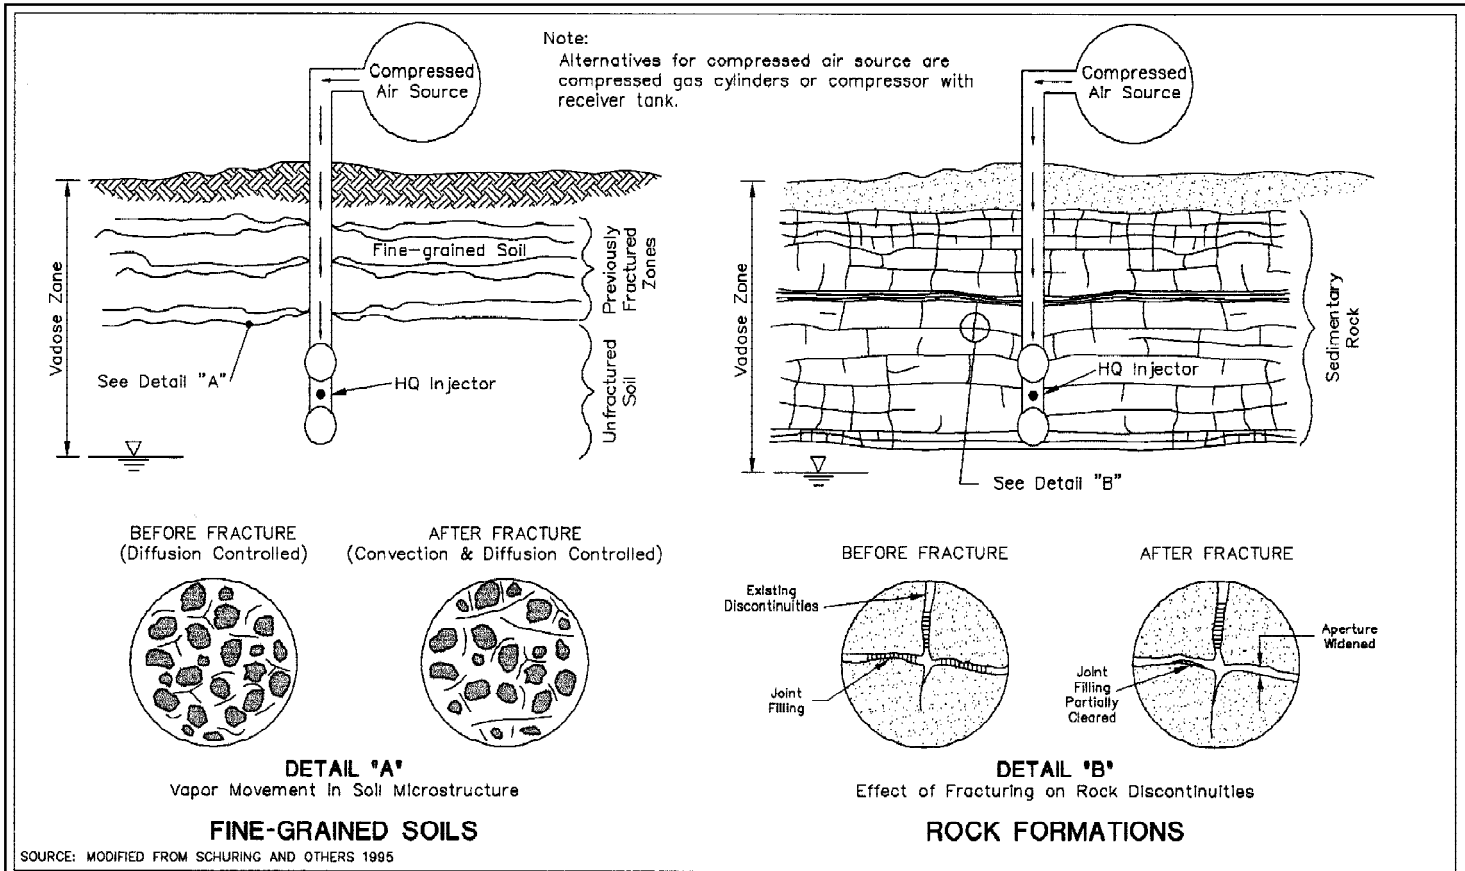 Note:
Alternatives for compressed air source are
compressed gas cylinders or compressor with
receiver tank.
Compressed
Air Source
Vadose Zone
Fine-grained Soil
Previously
Fractured
Zones
Unfractured
Soil
See Detail "A"
HQ Injector
BEFORE FRACTURE
(Diffusion Controlled)
AFTER FRACTURE
(Convection & Diffusion Controlled)
DETAIL "A"
Vapor Movement in Soil Microstructure
FINE-GRAINED SOILS
SOURCE: MODIFIED FROM SCHURING AND OTHERS 1995
Compressed
Air Source
Vadose Zone
Sedimentary
Rock
HQ Injector
See Detail "B"
BEFORE FRACTURE
Existing
Discontinuities
Joint
Filling
AFTER FRACTURE
Aperture
Widened
Joint
Filling
Partially
Cleared
DETAIL "B"
Effect of Fracturing on Rock Discontinuities
ROCK FORMATIONS